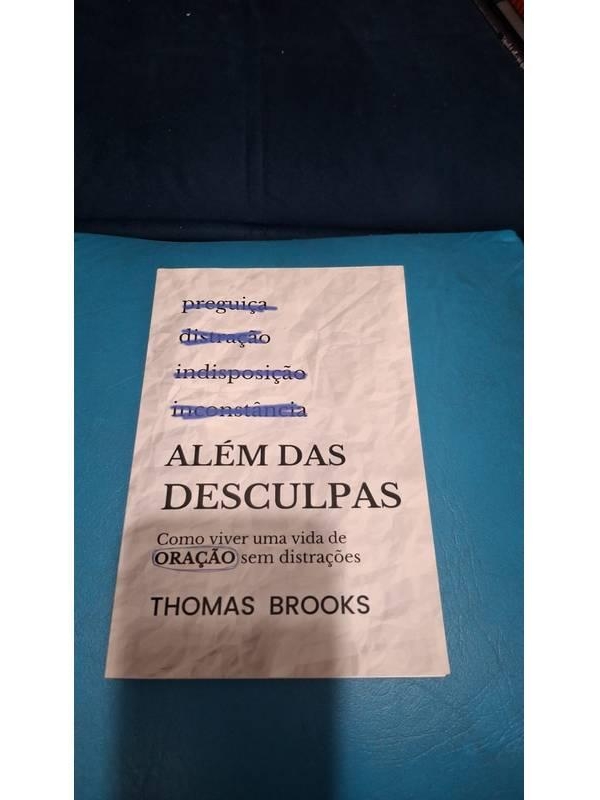 preguiça
distração
indisposição
inconstância
ALÉM DAS
DESCULPAS
Como viver uma vida de
ORAÇÃO sem distrações
THOMAS BROOKS